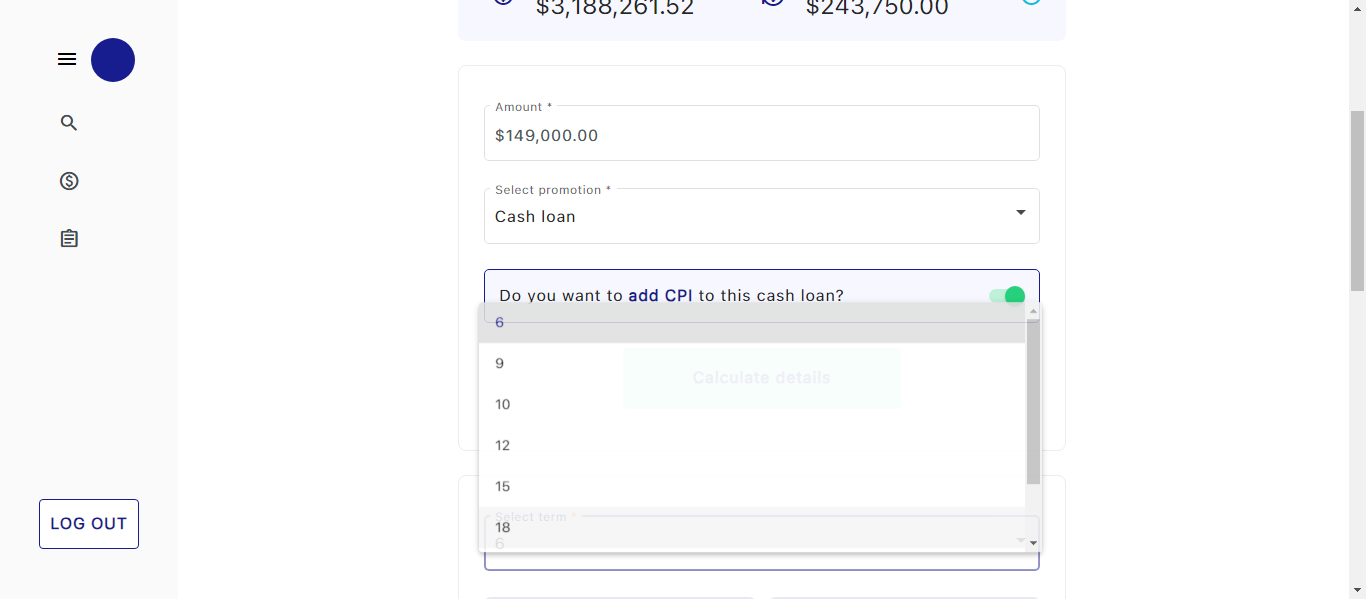 $3,188,261.52
$243,750.00
Amount *
$149,000.00
Select promotion *
Cash loan
Do you want to add CPI to this cash loan?
6
9
Calculate details
10
12
15
LOG OUT
Select term *
18
6